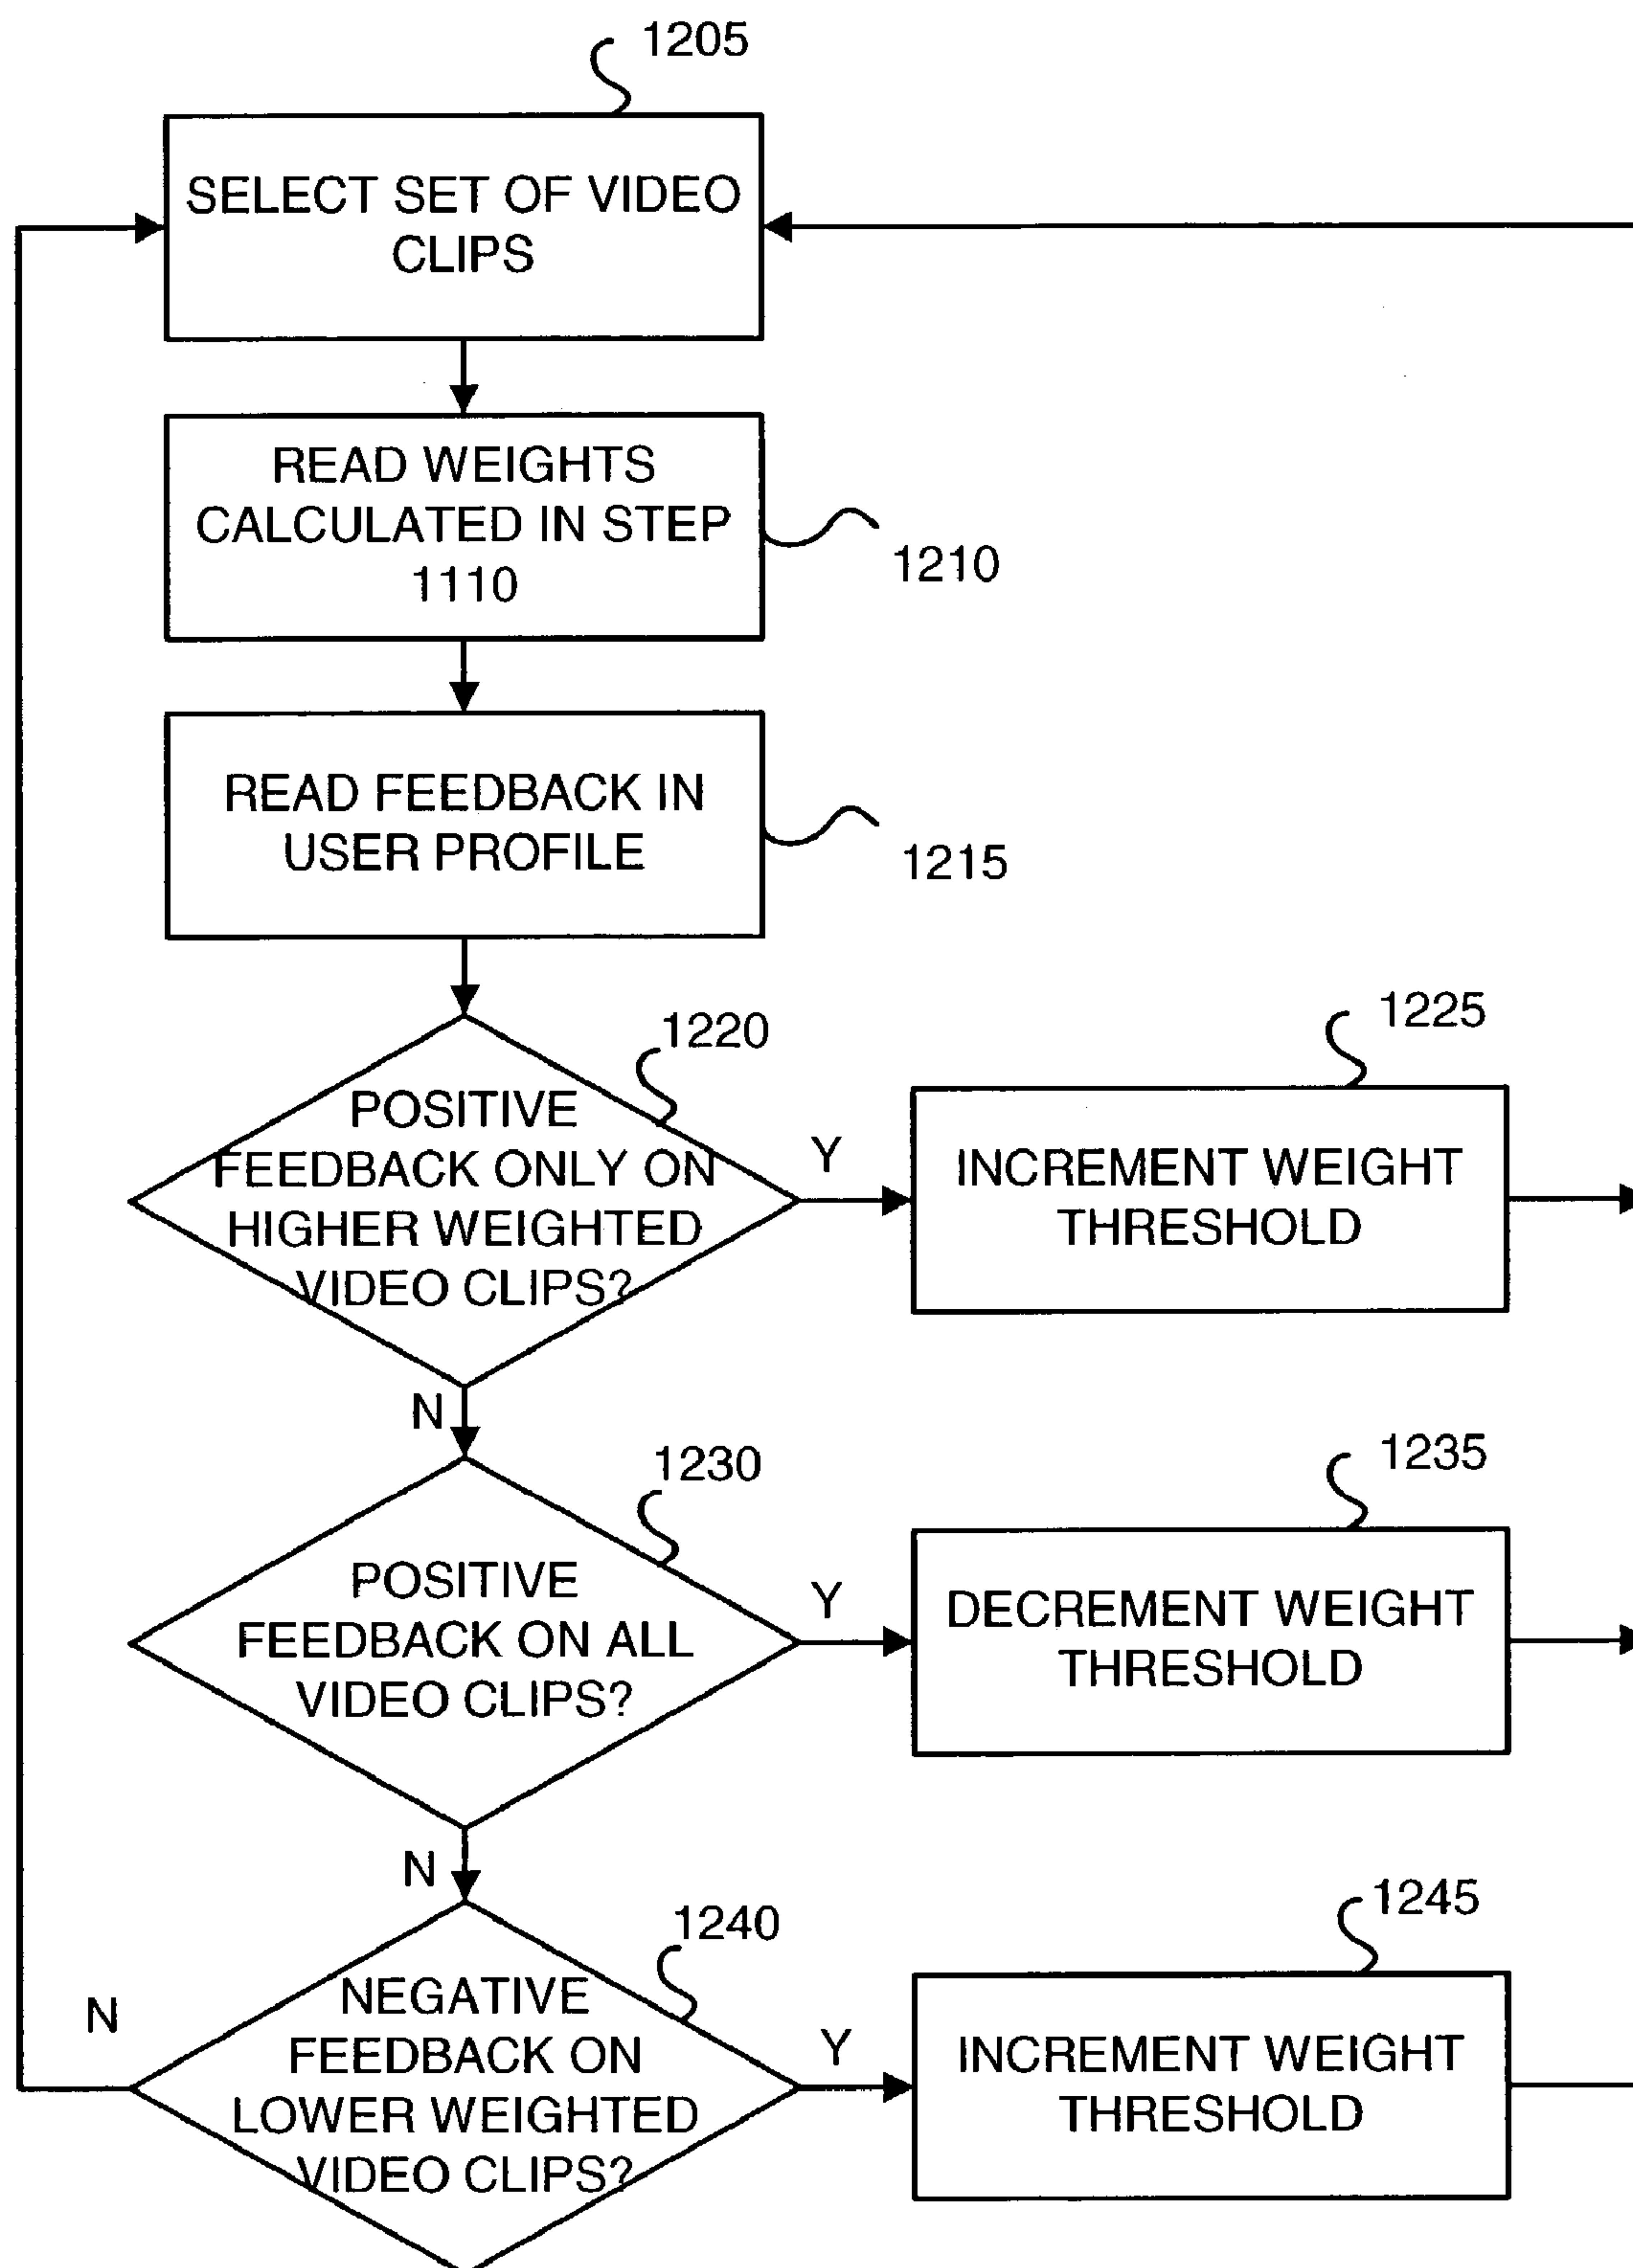 1205
SELECT SET OF VIDEO
CLIPS
READ WEIGHTS
CALCULATED IN STEP
1110
1210
READ FEEDBACK IN
USER PROFILE
1215
1220
POSITIVE
FEEDBACK ONLY ON
HIGHER WEIGHTED
VIDEO CLIPS?
Y
1225
INCREMENT WEIGHT
THRESHOLD
N
1230
POSITIVE
FEEDBACK ON ALL
VIDEO CLIPS?
Y
1235
DECREMENT WEIGHT
THRESHOLD
N
1240
NEGATIVE
FEEDBACK ON
LOWER WEIGHTED
VIDEO CLIPS?
N
Y
1245
INCREMENT WEIGHT
THRESHOLD